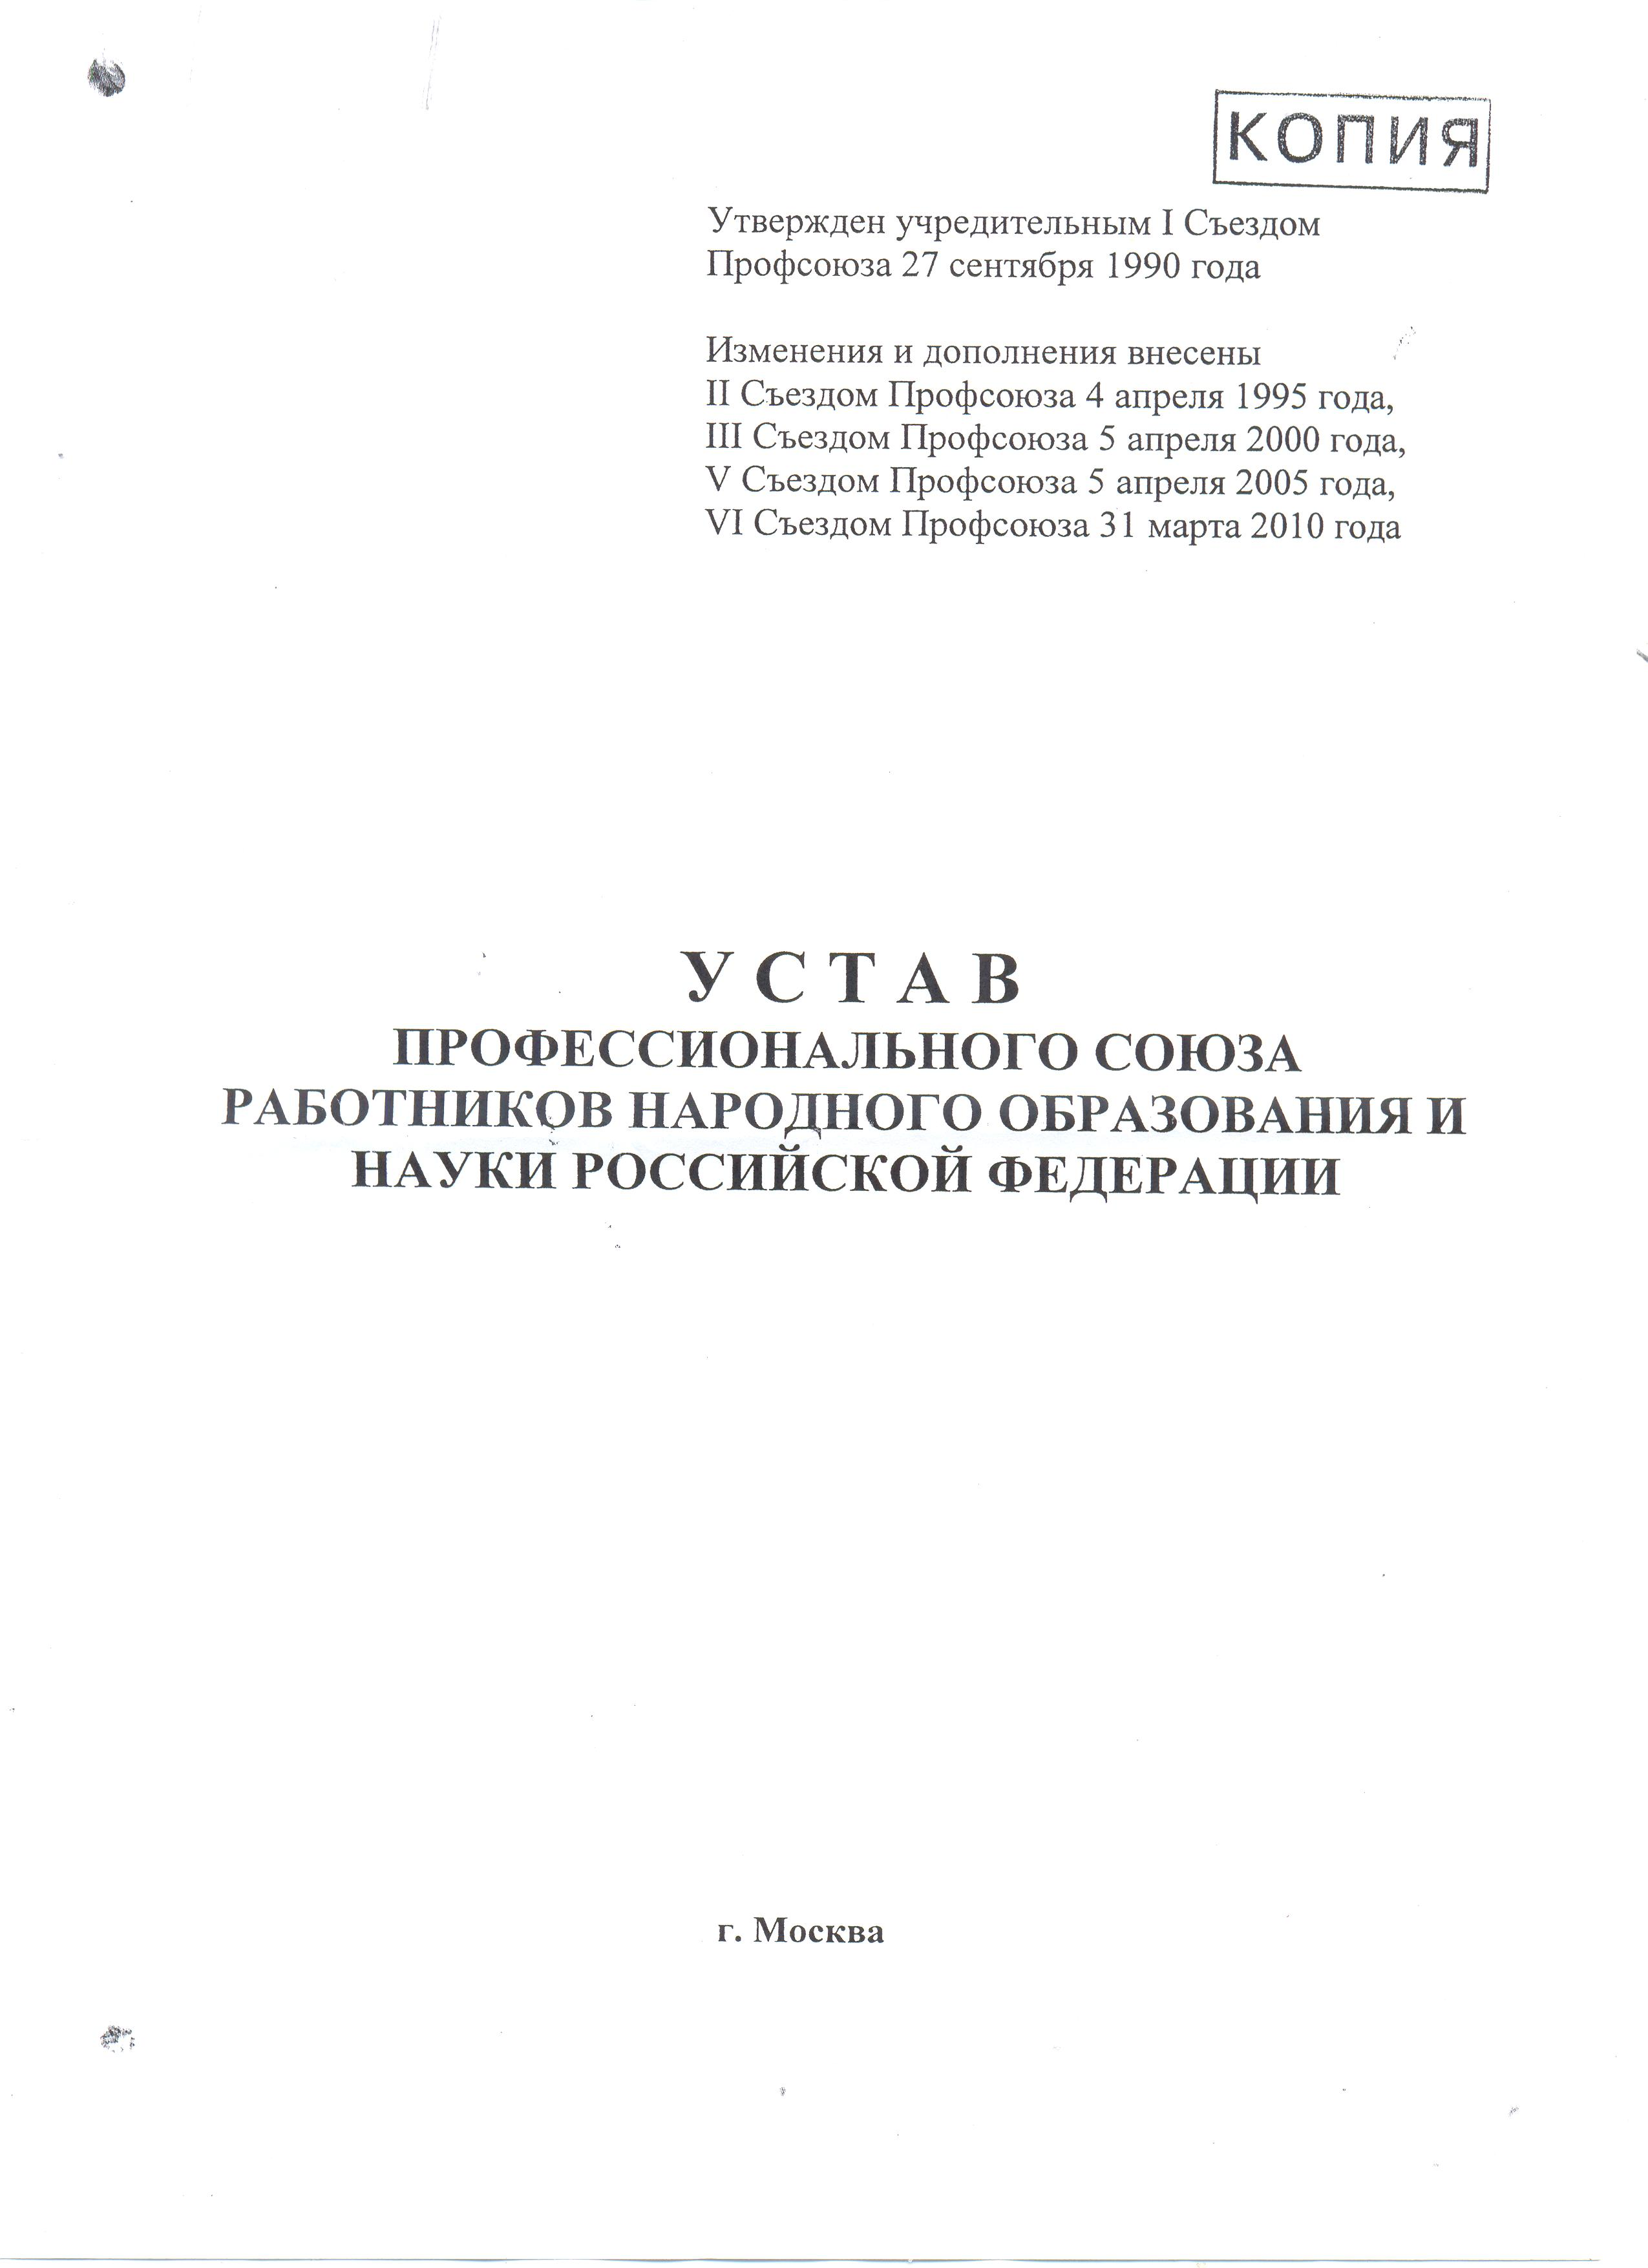 КОПИЯ
Утвержден учредительным I Съездом
Профсоюза 27 сентября 1990 года
Изменения и дополнения внесены
II Съездом Профсоюза 4 апреля 1995 года,
III Съездом Профсоюза 5 апреля 2000 года,
V Съездом Профсоюза 5 апреля 2005 года,
VI Съездом Профсоюза 31 марта 2010 года
У С Т А В
ПРОФЕССИОНАЛЬНОГО СОЮЗА
РАБОТНИКОВ НАРОДНОГО ОБРАЗОВАНИЯ И
НАУКИ РОССИЙСКОЙ ФЕДЕРАЦИИ
г. Москва